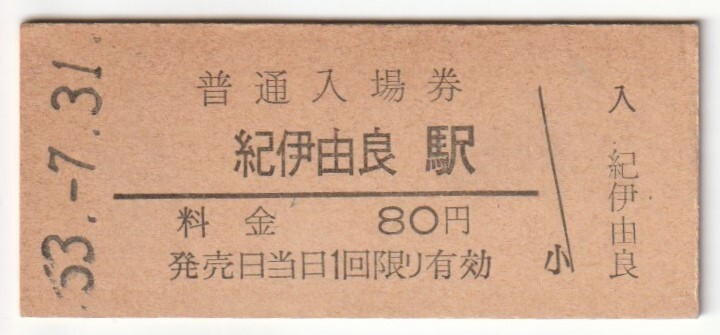 53.-7.31.
普通入場券
紀伊由良 駅
料金 80円
発売日当日1回限り有効
小
入
紀伊由良